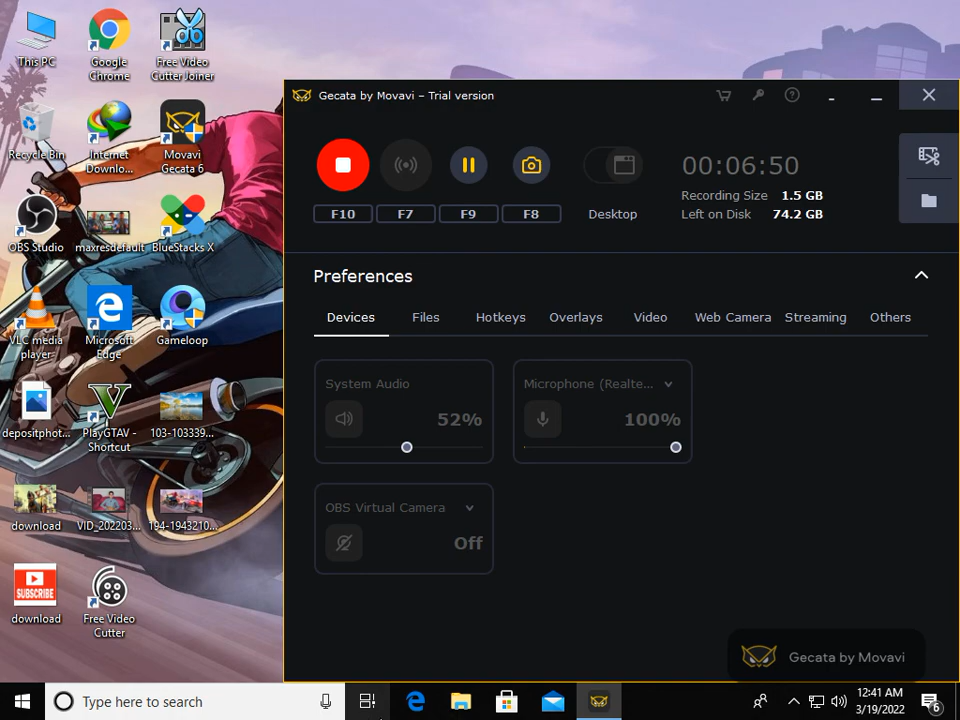 This PC
Google
Chrome
Free Video
Cutter Joiner
Recycle Bin
Internet
Downlo...
Movavi
Gecata 6
OBS Studio
maxresdefault
BlueStacks X
VLC media
player
Microsoft
Edge
Gameloop
depositphot...
PlayGTAV -
Shortcut
103-103339...
download
VID_202203...
194-1943210...
SUBSCRIBE
download
Free Video
Cutter
Gecata by Movavi – Trial version
00:06:50
Recording Size 1.5 GB
Left on Disk 74.2 GB
F10 F7 F9 F8 Desktop
Preferences
Devices Files Hotkeys Overlays Video Web Camera Streaming Others
System Audio
52%
Microphone (Realte...
100%
OBS Virtual Camera
Off
Gecata by Movavi
Type here to search
12:41 AM
3/19/2022
6